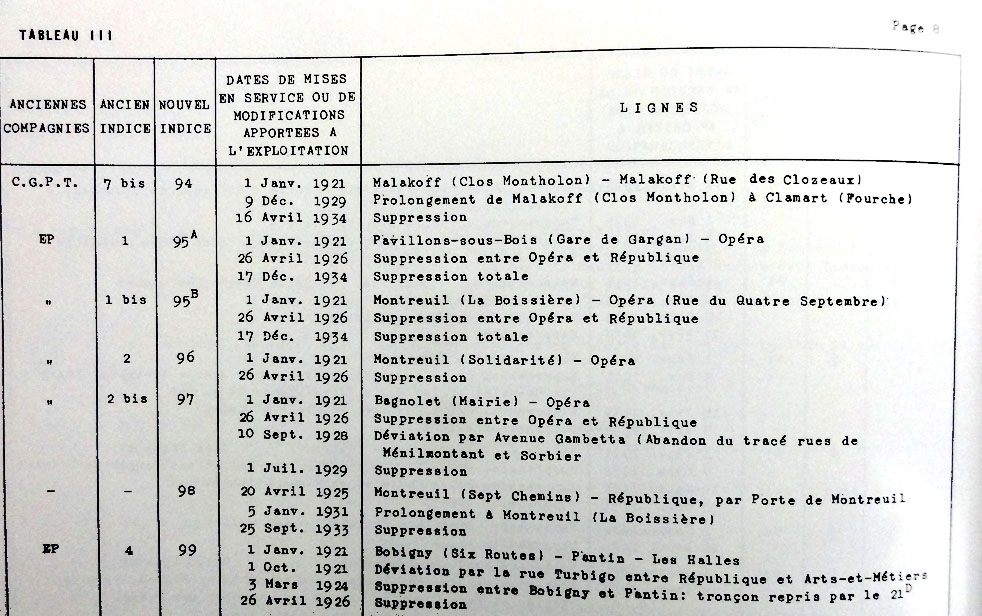 Page 8
TABLEAU III
ANCIENNES COMPAGNIES
ANCIEN INDICE
NOUVEL INDICE
DATES DE MISES EN SERVICE OU DE MODIFICATIONS APPORTEES A L'EXPLOITATION
LIGNES
C.G.P.T. 7 bis 94 1 Janv. 1921 Malakoff (Clos Montholon) - Malakoff (Rue des Clozeaux)
9 Déc. 1929 Prolongement de Malakoff (Clos Montholon) à Clamart (Fourche)
16 Avril 1934 Suppression
EP 1 95A 1 Janv. 1921 Pavillons-sous-Bois (Gare de Gargan) - Opéra
26 Avril 1926 Suppression entre Opéra et République
17 Déc. 1934 Suppression totale
" 1 bis 95B 1 Janv. 1921 Montreuil (La Boissière) - Opéra (Rue du Quatre Septembre)
26 Avril 1926 Suppression entre Opéra et République
17 Déc. 1934 Suppression totale
" 2 96 1 Janv. 1921 Montreuil (Solidarité) - Opéra
26 Avril 1926 Suppression
" 2 bis 97 1 Janv. 1921 Bagnolet (Mairie) - Opéra
26 Avril 1926 Suppression entre Opéra et République
10 Sept. 1928 Déviation par Avenue Gambetta (Abandon du tracé rues de
Ménilmontant et Sorbier
1 Juil. 1929 Suppression
- - 98 20 Avril 1925 Montreuil (Sept Chemins) - République, par Porte de Montreuil
5 Janv. 1931 Prolongement à Montreuil (La Boissière)
25 Sept. 1933 Suppression
EP 4 99 1 Janv. 1921 Bobigny (Six Routes) - Pantin - Les Halles
1 Oct. 1921 Déviation par la rue Turbigo entre République et Arts-et-Métiers
3 Mars 1924 Suppression entre Bobigny et Pantin: tronçon repris par le 21D
26 Avril 1926 Suppression